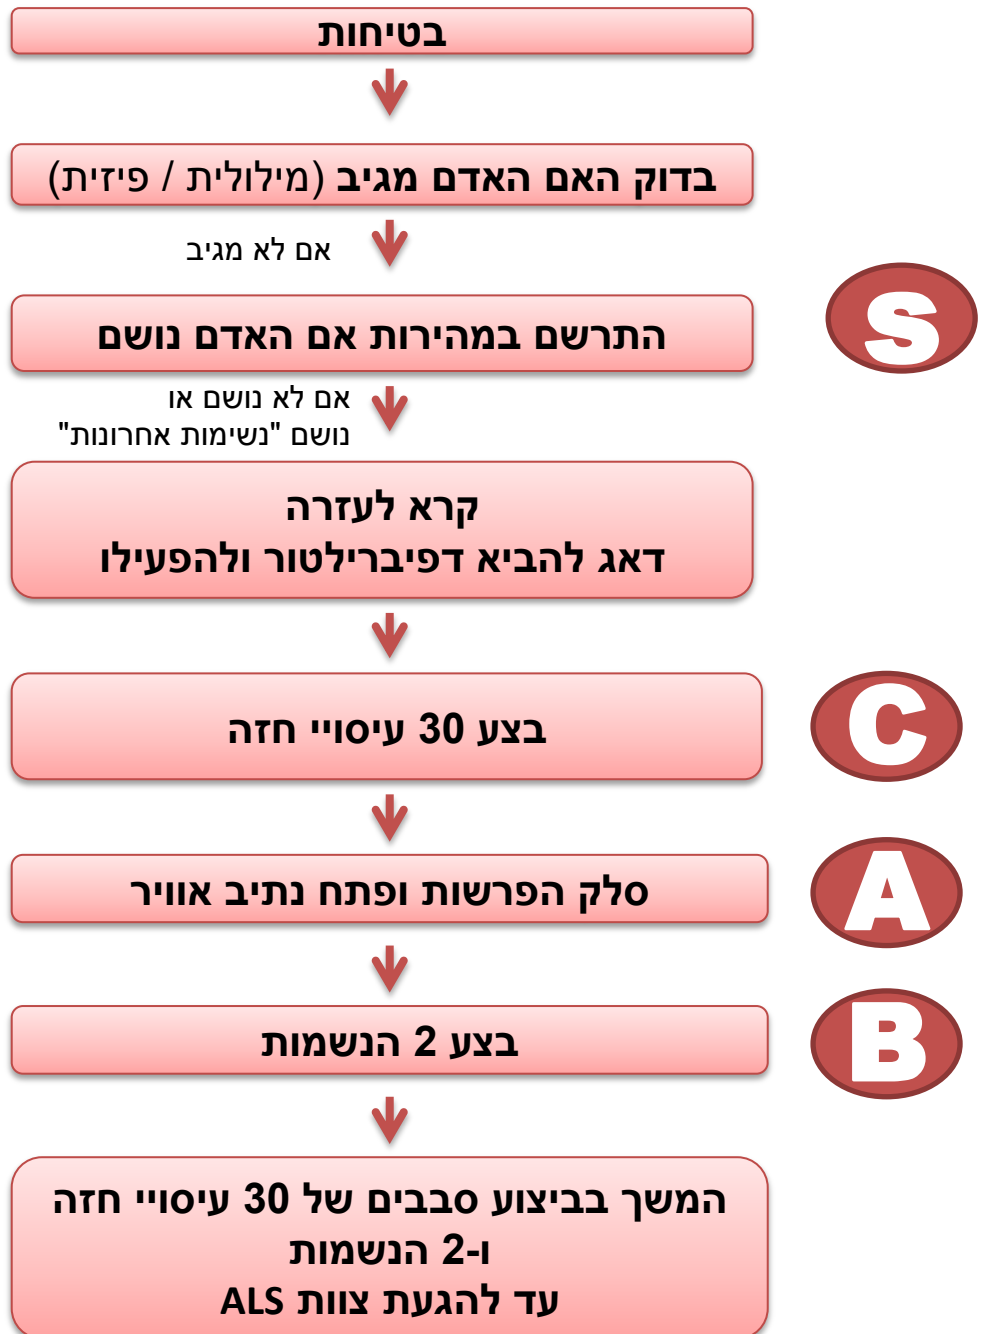 בטיחות
בדוק האם האדם מגיב (מילולית / פיזית)
אם לא מגיב
S
התרשם במהירות אם האדם נושם
אם לא נושם או
נושם "נשימות אחרונות"
קרא לעזרה
דאג להביא דפיברילטור ולהפעילו
בצע 30 עיסויי חזה
C
סלק הפרשות ופתח נתיב אוויר
A
בצע 2 הנשמות
B
המשך בביצוע סבבים של 30 עיסויי חזה
ו-2 הנשמות
עד להגעת צוות ALS